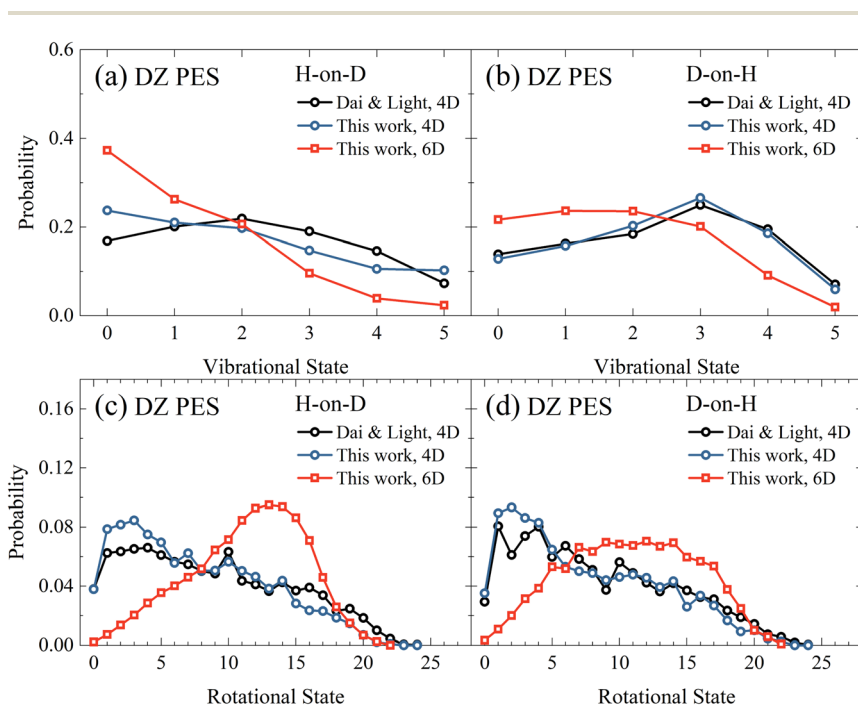 0.6
0.4
0.2
0.0
Probability
(a) DZ PES
H-on-D
Dai & Light, 4D
This work, 4D
This work, 6D
0 1 2 3 4 5
Vibrational State
(b) DZ PES
D-on-H
Dai & Light, 4D
This work, 4D
This work, 6D
0 1 2 3 4 5
Vibrational State
0.16
0.12
0.08
0.04
0.00
Probability
(c) DZ PES
H-on-D
Dai & Light, 4D
This work, 4D
This work, 6D
0 5 10 15 20 25
Rotational State
(d) DZ PES
D-on-H
Dai & Light, 4D
This work, 4D
This work, 6D
0 5 10 15 20 25
Rotational State